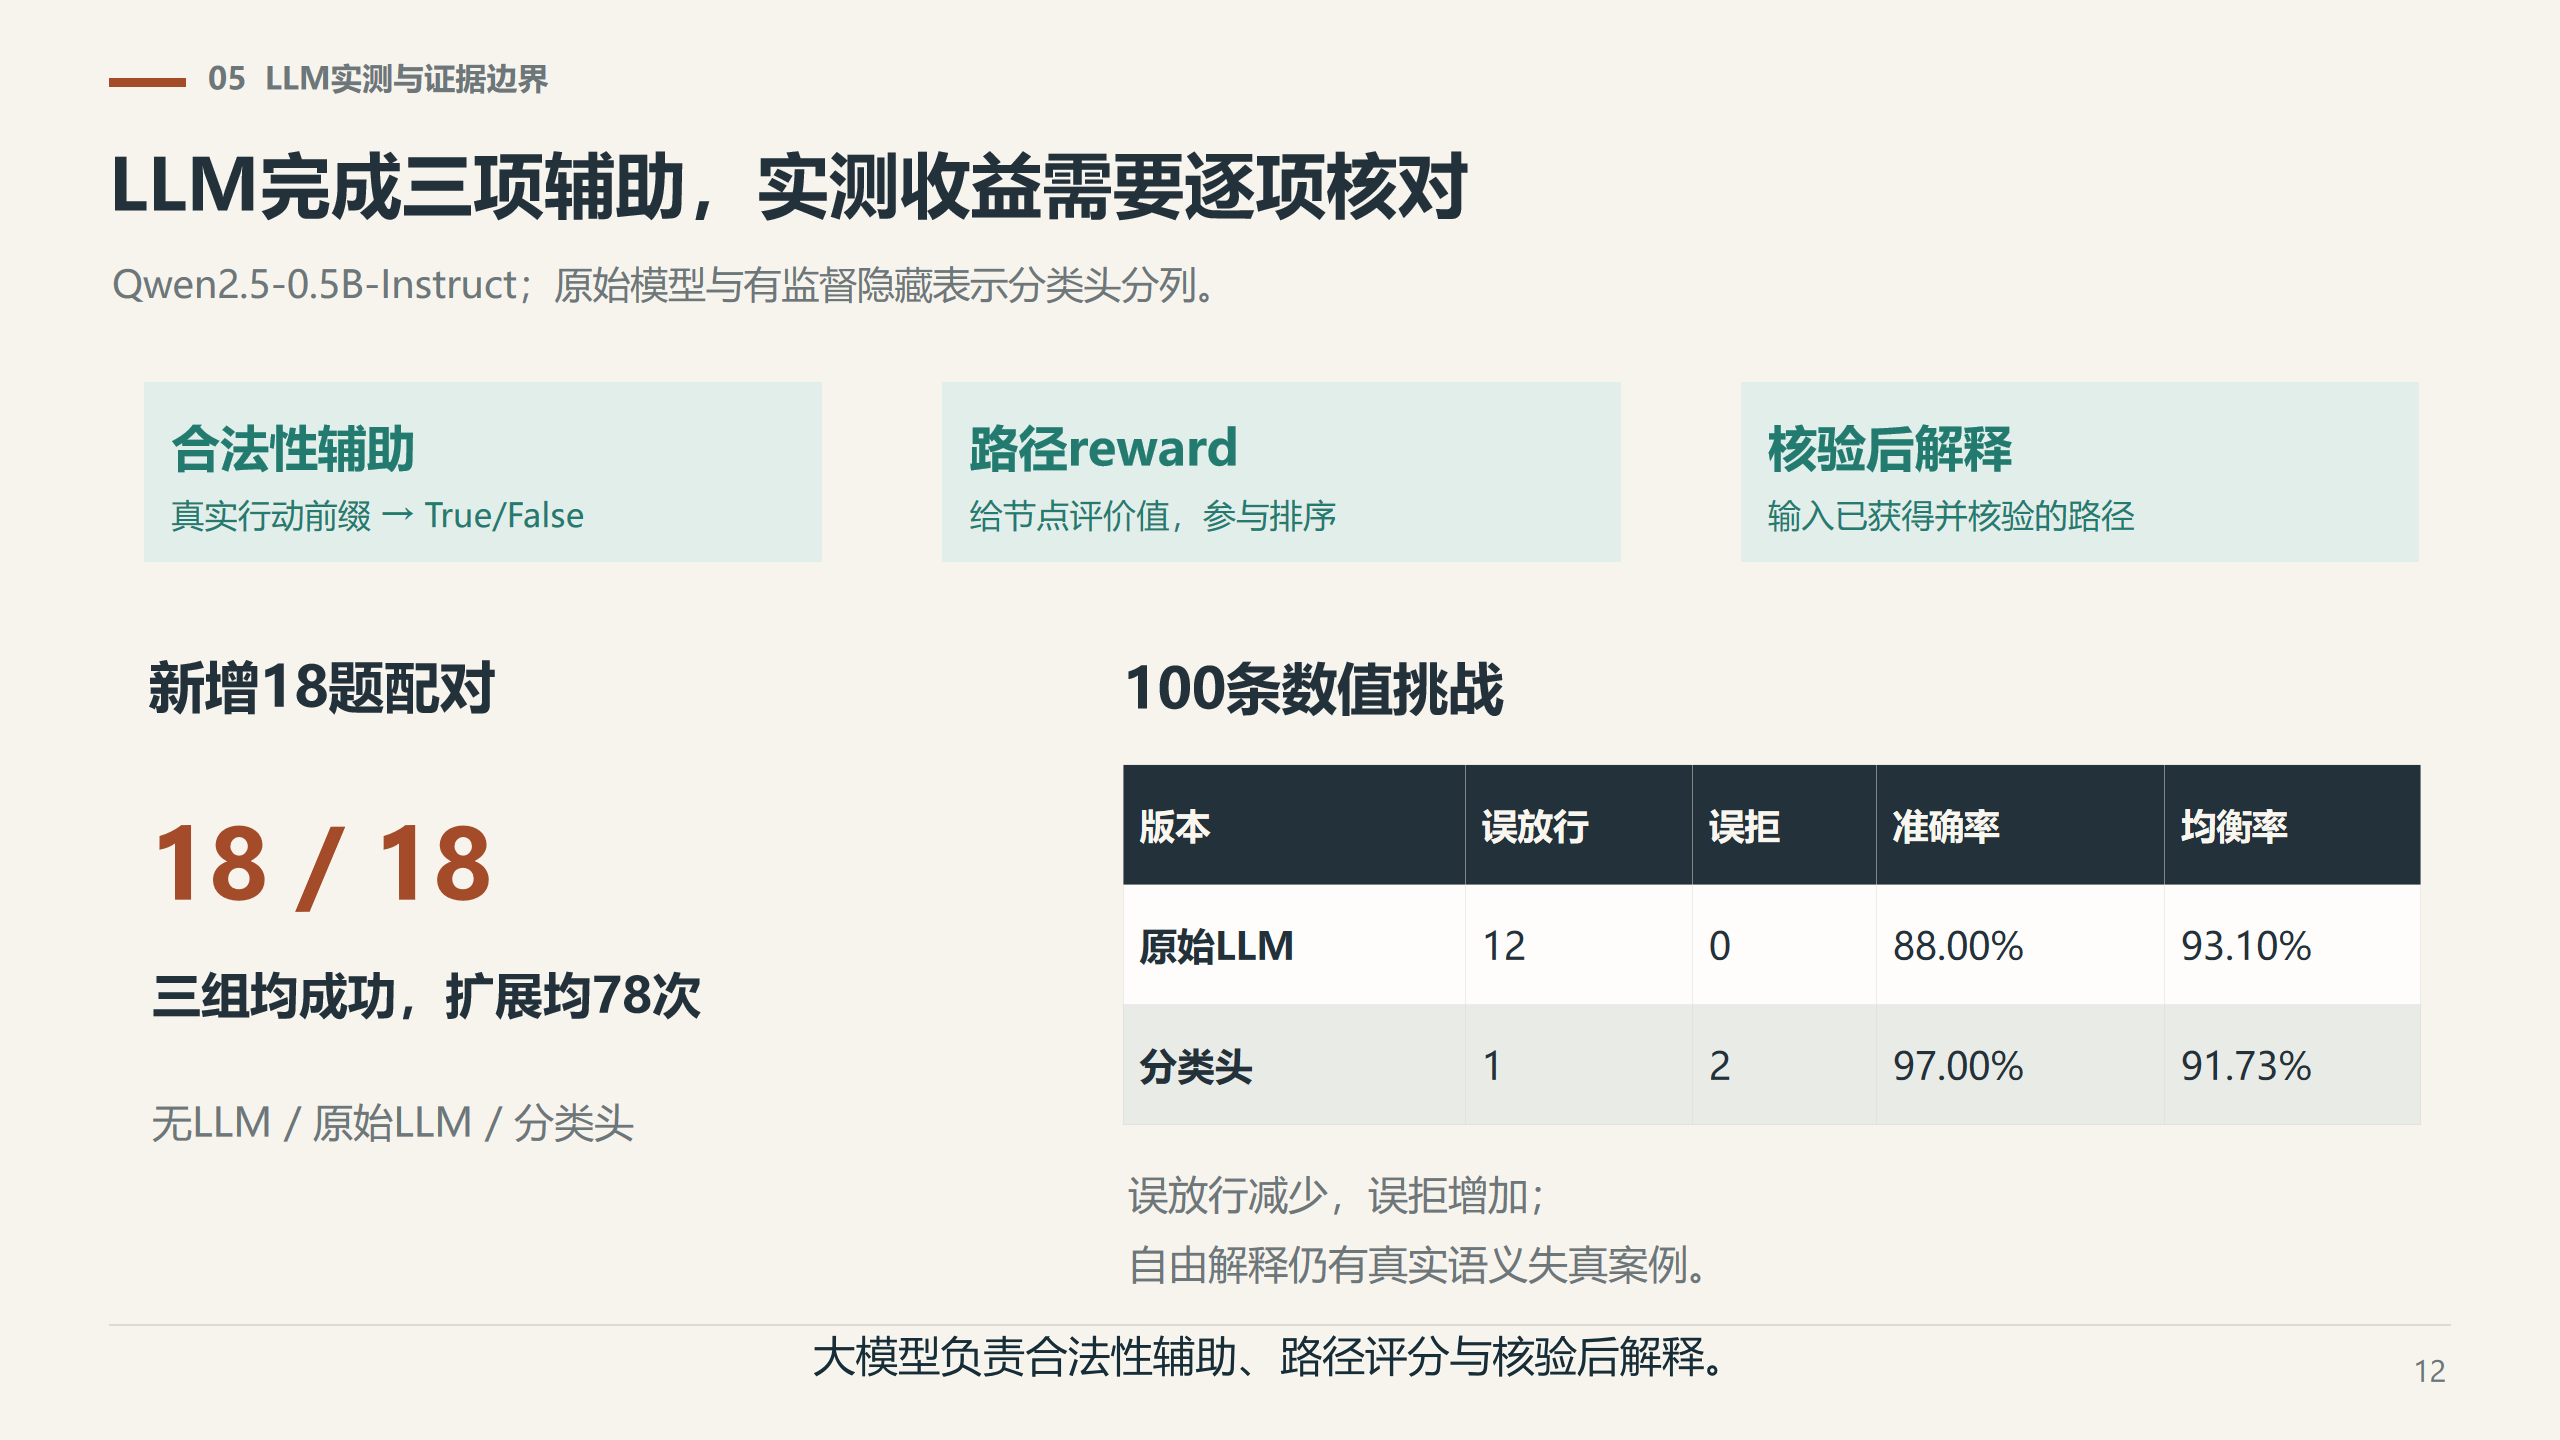 05 LLM实测与证据边界
LLM完成三项辅助，实测收益需要逐项核对
Qwen2.5-0.5B-Instruct；原始模型与有监督隐藏表示分类头分列。
合法性辅助
真实行动前缀 → True/False
路径reward
给节点评价值，参与排序
核验后解释
输入已获得并核验的路径
新增18题配对
18 / 18
三组均成功，扩展均78次
无LLM / 原始LLM / 分类头
100条数值挑战
版本 误放行 误拒 准确率 均衡率
原始LLM 12 0 88.00% 93.10%
分类头 1 2 97.00% 91.73%
误放行减少，误拒增加；
自由解释仍有真实语义失真案例。
大模型负责合法性辅助、路径评分与核验后解释。
12